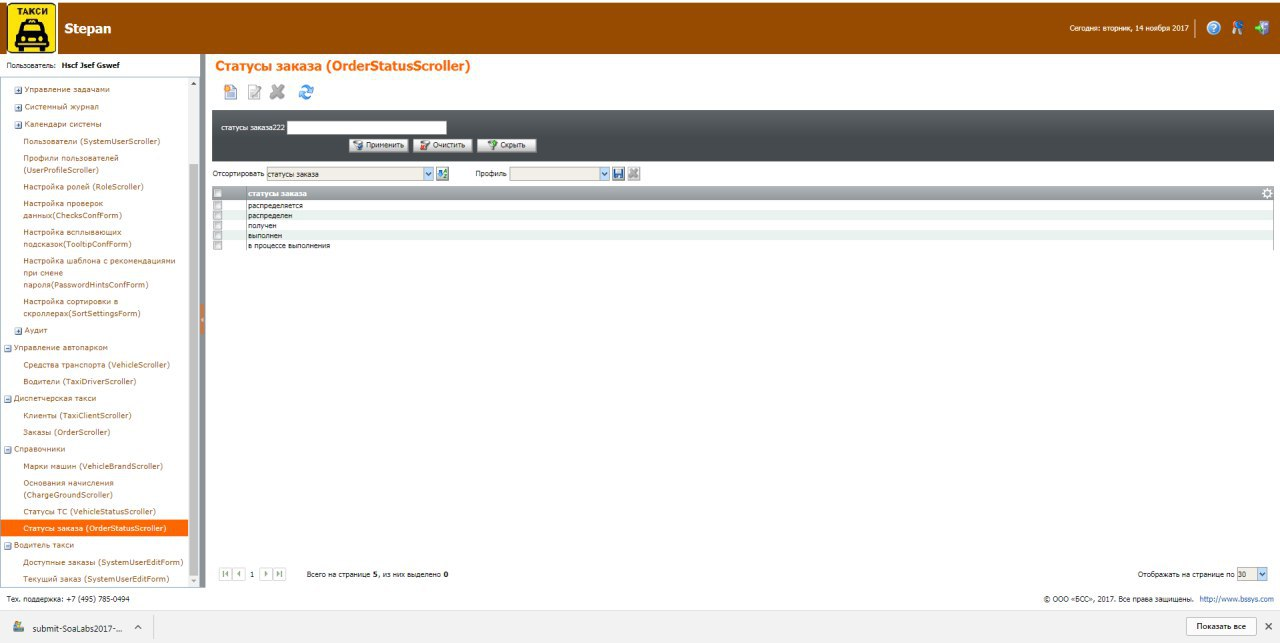 ТАКСИ
Stepan
Сегодня: вторник, 14 ноября 2017
Пользователь: Hscf Jsef Gswef
Управление задачами
Системный журнал
Календари системы
Пользователи (SystemUserScroller)
Профили пользователей
(UserProfileScroller)
Настройка ролей (RoleScroller)
Настройка проверок
данных(ChecksConfForm)
Настройка всплывающих
подсказок(TooltipConfForm)
Настройка шаблона с рекомендациями
при смене
пароля(PasswordHintsConfForm)
Настройка сортировки в
скроллерах(SortSettingsForm)
Аудит
Управление автопарком
Средства транспорта (VehicleScroller)
Водители (TaxiDriverScroller)
Диспетчерская такси
Клиенты (TaxiClientScroller)
Заказы (OrderScroller)
Справочники
Марки машин (VehicleBrandScroller)
Основания начисления
(ChargeGroundScroller)
Статусы ТС (VehicleStatusScroller)
Статусы заказа (OrderStatusScroller)
Водитель такси
Доступные заказы (SystemUserEditForm)
Текущий заказ (SystemUserEditForm)
Статусы заказа (OrderStatusScroller)
статусы заказа222
Применить Очистить Скрыть
Отсортировать статусы заказа Профиль
статусы заказа
распределяется
распределен
получен
выполнен
в процессе выполнения
1 Всего на странице 5, из них выделено 0 Отображать на странице по 30
Тех. поддержка: +7 (495) 785-0494
© ООО «БСС», 2017. Все права защищены. http://www.bssys.com
submit-SoaLabs2017-... Показать все